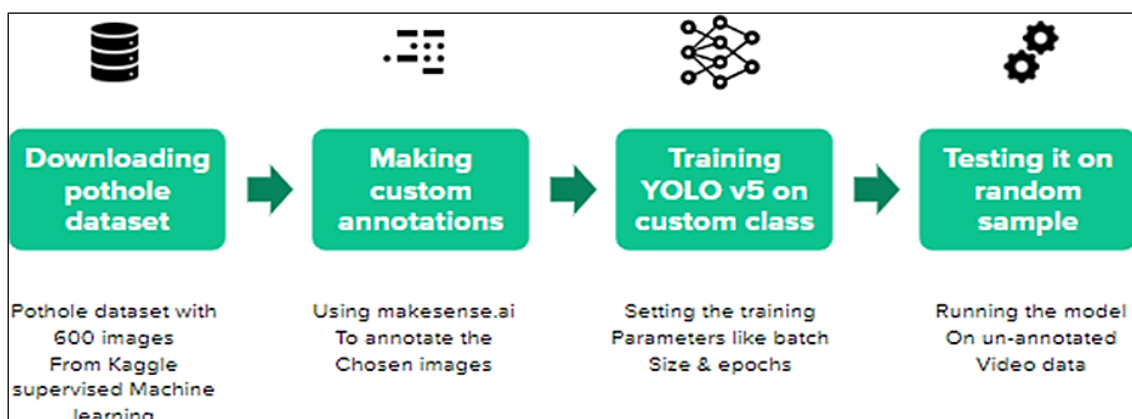 Downloading
pothole
dataset
Making
custom
annotations
Training
YOLO v5 on
custom class
Testing it on
random
sample
Pothole dataset with
600 images
From Kaggle
supervised Machine
learning
Using makesense.ai
To annotate the
Chosen images
Setting the training
Parameters like batch
Size & epochs
Running the model
On un-annotated
Video data